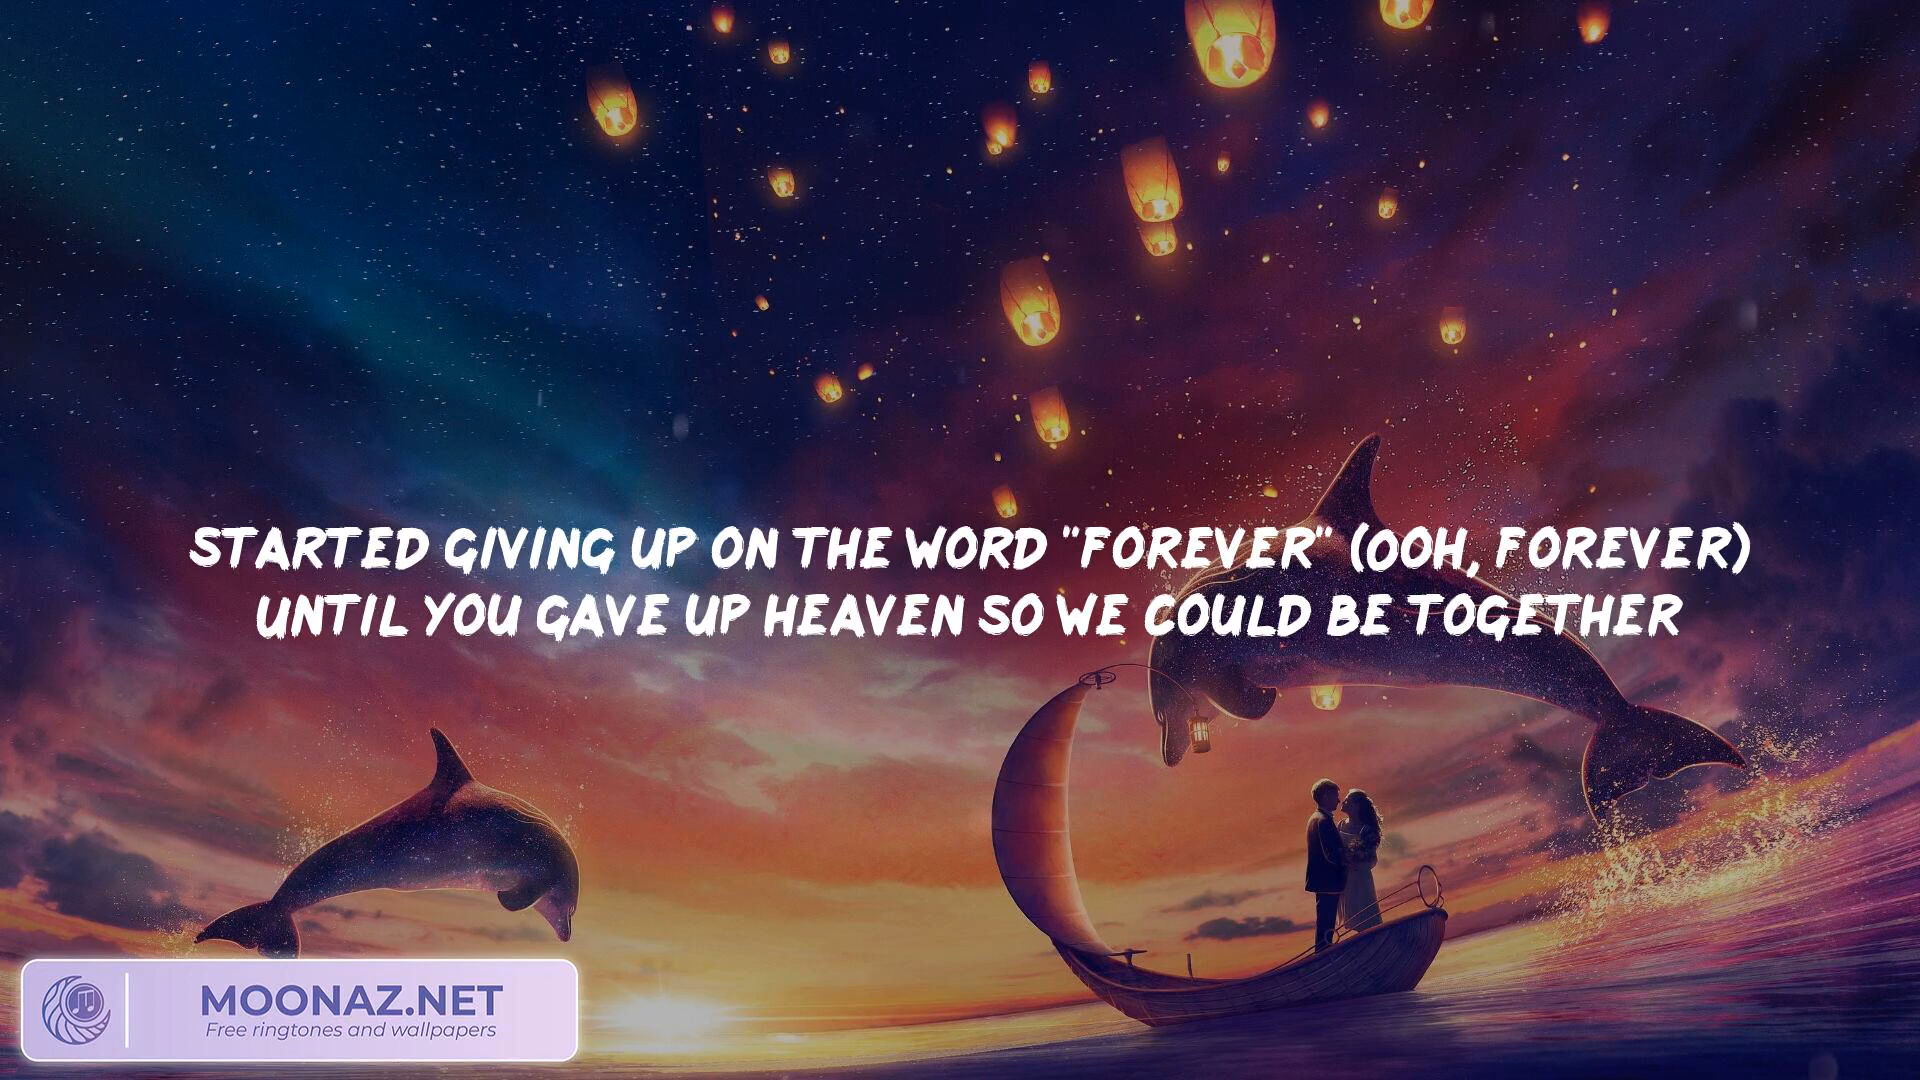 STARTED GIVING UP ON THE WORD "FOREVER" (OOH, FOREVER)
UNTIL YOU GAVE UP HEAVEN SO WE COULD BE TOGETHER
MOONAZ.NET
Free ringtones and wallpapers